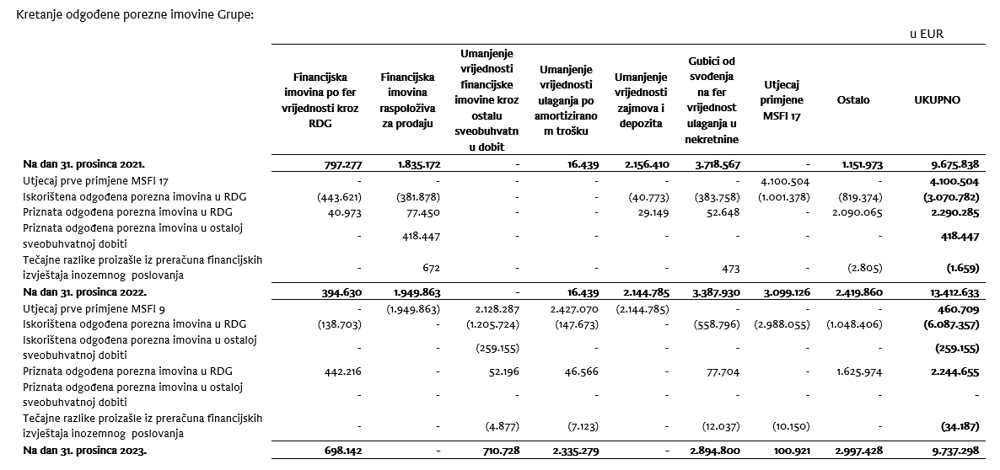 Kretanje odgođene porezne imovine Grupe:
u EUR
Financijska imovina po fer vrijednosti kroz RDG | Financijska imovina raspoloživa za prodaju | Umanjenje vrijednosti financijske imovine kroz ostalu sveobuhvatn u dobit | Umanjenje vrijednosti ulaganja po amortizirano m trošku | Umanjenje vrijednosti zajmova i depozita | Gubici od svođenja na fer vrijednost ulaganja u nekretnine | Utjecaj primjene MSFI 17 | Ostalo | UKUPNO
Na dan 31. prosinca 2021. 797.277 1.835.172 - 16.439 2.156.410 3.718.567 - 1.151.973 9.675.838
Utjecaj prve primjene MSFI 17 - - - - - - 4.100.504 - 4.100.504
Iskorištena odgođena porezna imovina u RDG (443.621) (381.878) - - (40.773) (383.758) (1.001.378) (819.374) (3.070.782)
Priznata odgođena porezna imovina u RDG 40.973 77.450 - - 29.149 52.648 - 2.090.065 2.290.285
Priznata odgođena porezna imovina u ostaloj
sveobuhvatnoj dobiti - 418.447 - - - - - - 418.447
Tečajne razlike proizašle iz preračuna financijskih
izvještaja inozemnog poslovanja - 672 - - - 473 - (2.805) (1.659)
Na dan 31. prosinca 2022. 394.630 1.949.863 - 16.439 2.144.785 3.387.930 3.099.126 2.419.860 13.412.633
Utjecaj prve primjene MSFI 9 - (1.949.863) 2.128.287 2.427.070 (2.144.785) - - - 460.709
Iskorištena odgođena porezna imovina u RDG (138.703) - (1.205.724) (147.673) - (558.796) (2.988.055) (1.048.406) (6.087.357)
Iskorištena odgođena porezna imovina u ostaloj
sveobuhvatnoj dobiti - - (259.155) - - - - - (259.155)
Priznata odgođena porezna imovina u RDG 442.216 - 52.196 46.566 - 77.704 - 1.625.974 2.244.655
Priznata odgođena porezna imovina u ostaloj
sveobuhvatnoj dobiti - - - - - - - - -
Tečajne razlike proizašle iz preračuna financijskih
izvještaja inozemnog poslovanja - - (4.877) (7.123) - (12.037) (10.150) - (34.187)
Na dan 31. prosinca 2023. 698.142 - 710.728 2.335.279 - 2.894.800 100.921 2.997.428 9.737.298